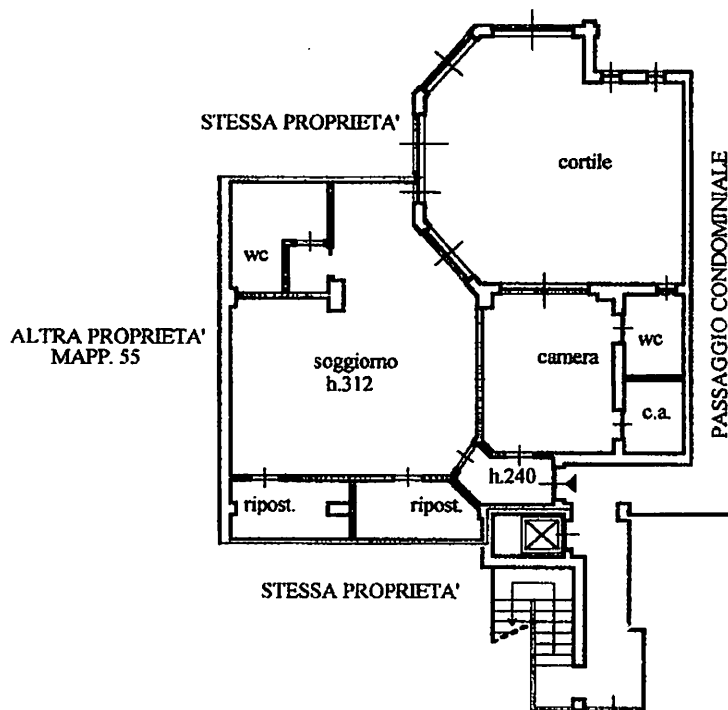 STESSA PROPRIETA'
cortile
PASSAGGIO CONDOMINIALE
wc
ALTRA PROPRIETA'
MAPP. 55
soggiorno
h.312
camera
wc
c.a.
h.240
ripost.
ripost.
STESSA PROPRIETA'